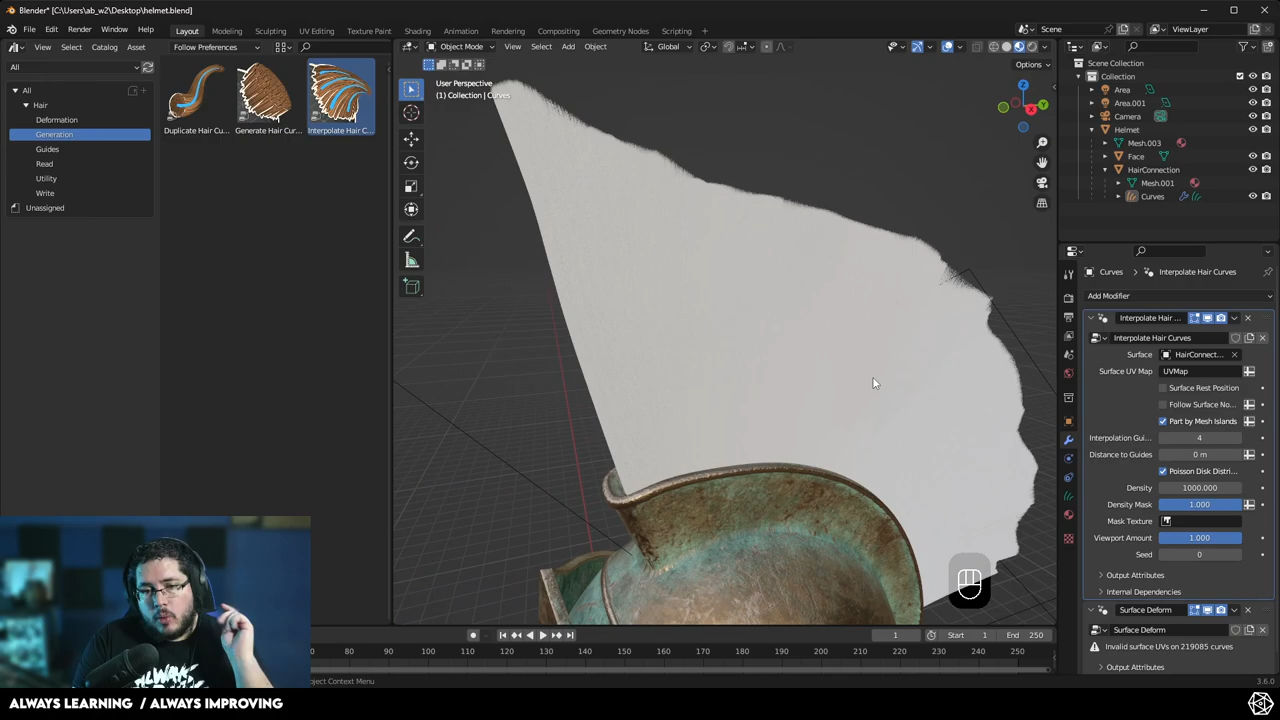 Blender* [C:\Users\ab_w2\Desktop\helmet.blend]
File Edit Render Window Help
Layout Modeling Sculpting UV Editing Texture Paint Shading Animation Rendering Compositing Geometry Nodes Scripting
Scene
ViewLayer
View Select Catalog Asset
Follow Preferences
Object Mode
View Select Add Object
Global
Options
All
All
Hair
Deformation
Generation
Guides
Read
Utility
Write
Unassigned
Duplicate Hair Cu...
Generate Hair Cur...
Interpolate Hair C...
User Perspective
(1) Collection | Curves
Scene Collection
Collection
Area
Area.001
Camera
Helmet
Mesh.003
Face
HairConnection
Mesh.001
Curves
Curves
Interpolate Hair Curves
Add Modifier
Interpolate Hair ...
Interpolate Hair Curves
Surface HairConnect...
Surface UV Map UVMap
Surface Rest Position
Follow Surface No...
Part by Mesh Islands
Interpolation Gui... 4
Distance to Guides 0 m
Poisson Disk Distri...
Density 1000.000
Density Mask 1.000
Mask Texture
Viewport Amount 1.000
Seed 0
Output Attributes
Internal Dependencies
Surface Deform
Surface Deform
Invalid surface UVs on 219085 curves
Output Attributes
1
Start 1
End 250
80 90 100 110 120 130 140 150 160 170 180 190 200 210 220 230 240 250
bject Context Menu
3.6.0
ALWAYS LEARNING / ALWAYS IMPROVING